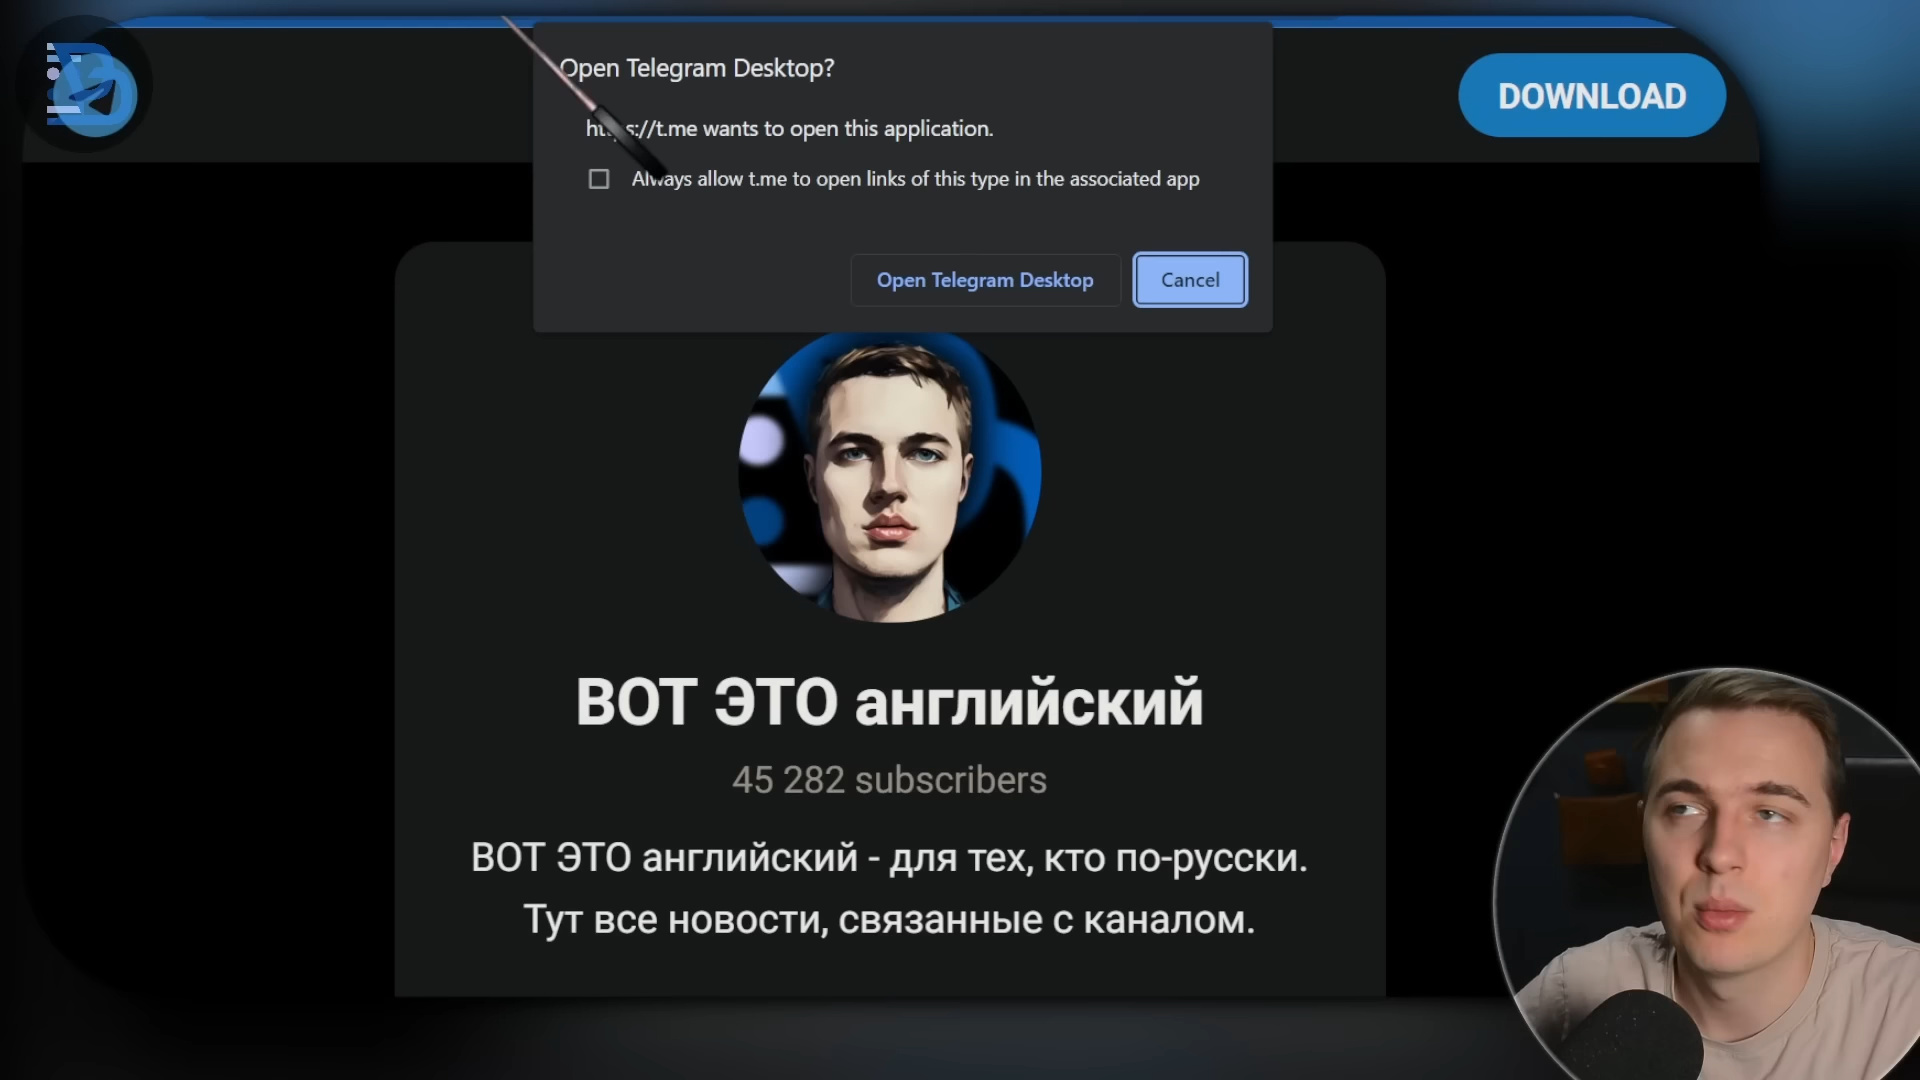 Open Telegram Desktop?
https://t.me wants to open this application.
Always allow t.me to open links of this type in the associated app
Open Telegram Desktop
Cancel
DOWNLOAD
ВОТ ЭТО английский
45 282 subscribers
ВОТ ЭТО английский - для тех, кто по-русски.
Тут все новости, связанные с каналом.